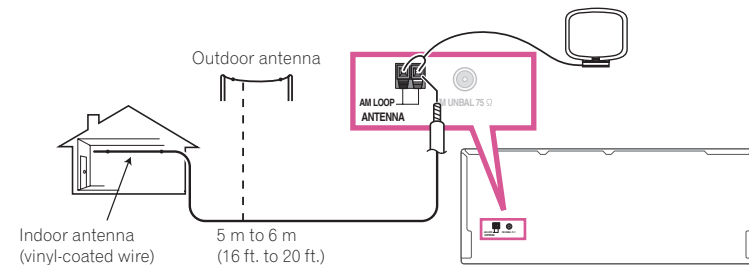 Outdoor antenna
AM LOOP
M UNBAL 75 Ω
ANTENNA
Indoor antenna
(vinyl-coated wire)
5 m to 6 m
(16 ft. to 20 ft.)